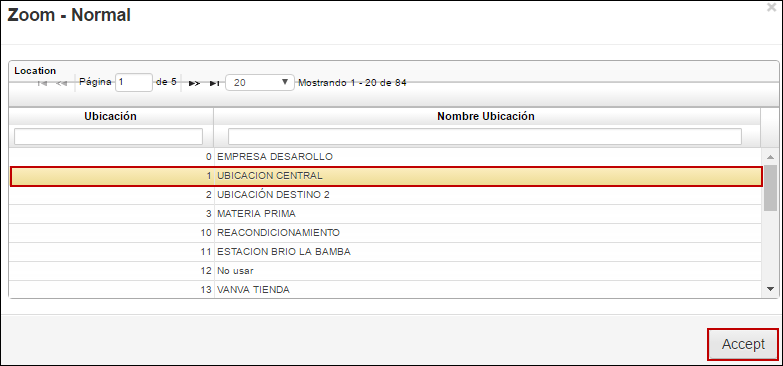 Zoom - Normal
Location
Página 1 de 5 20 Mostrando 1 - 20 de 84
Ubicación Nombre Ubicación
0 EMPRESA DESAROLLO
1 UBICACION CENTRAL
2 UBICACIÓN DESTINO 2
3 MATERIA PRIMA
10 REACONDICIONAMIENTO
11 ESTACION BRIO LA BAMBA
12 No usar
13 VANVA TIENDA
Accept